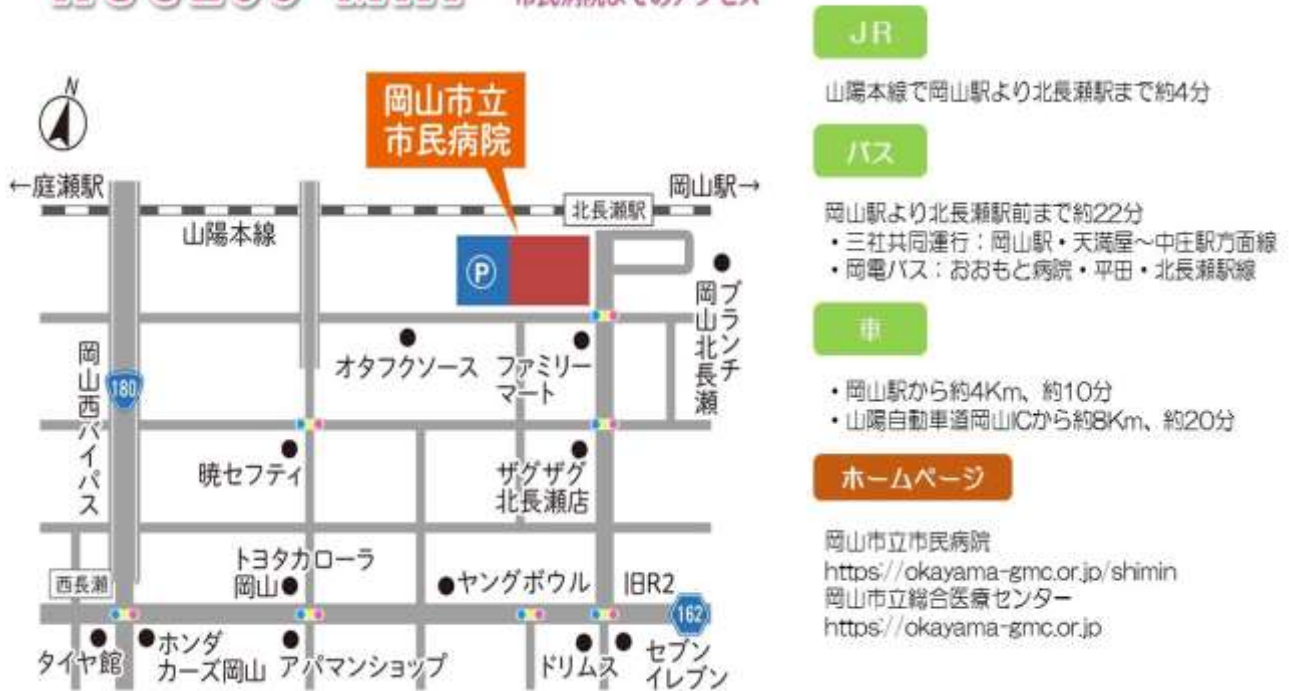 市民病院までのアクセス
N
岡山市立
市民病院
←庭瀬駅
岡山駅→
北長瀬駅
山陽本線
P
ブランチ
岡山北長瀬
岡山西バイパス
180
オタフクソース
ファミリー
マート
暁セフティ
ザグザグ
北長瀬店
西長瀬
トヨタカローラ
岡山
ヤングボウル
旧R2
162
タイヤ館
ホンダ
カーズ岡山
アパマンショップ
ドリムス
セブン
イレブン
JR
山陽本線で岡山駅より北長瀬駅まで約4分
バス
岡山駅より北長瀬駅前まで約22分
・三社共同運行：岡山駅・天満屋～中庄駅方面線
・岡電バス：おおもと病院・平田・北長瀬駅線
車
・岡山駅から約4Km、約10分
・山陽自動車道岡山ICから約8Km、約20分
ホームページ
岡山市立市民病院
https://okayama-gmc.or.jp/shimin
岡山市立総合医療センター
https://okayama-gmc.or.jp